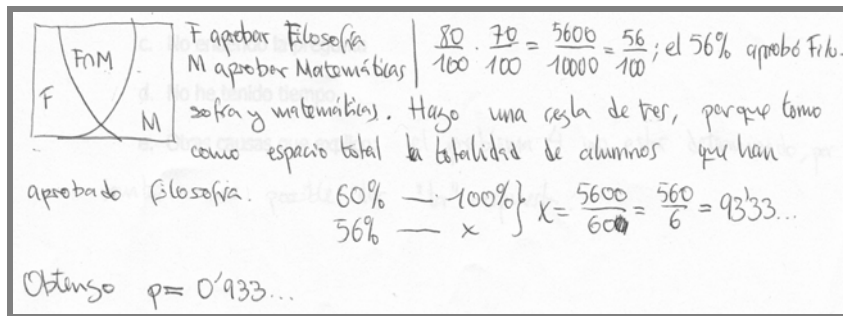 F∩M
F
M
F aprobar Filosofía
M aprobar Matemáticas
80/100 · 70/100 = 5600/10000 = 56/100 ; el 56% aprobó Filo-
sofía y matemáticas. Hago una regla de tres, porque tomo
como espacio total la totalidad de alumnos que han
aprobado filosofía.
60% — 100%
56% — x
} x = 5600/60 = 560/6 = 93'33...
Obtengo p = 0'933...